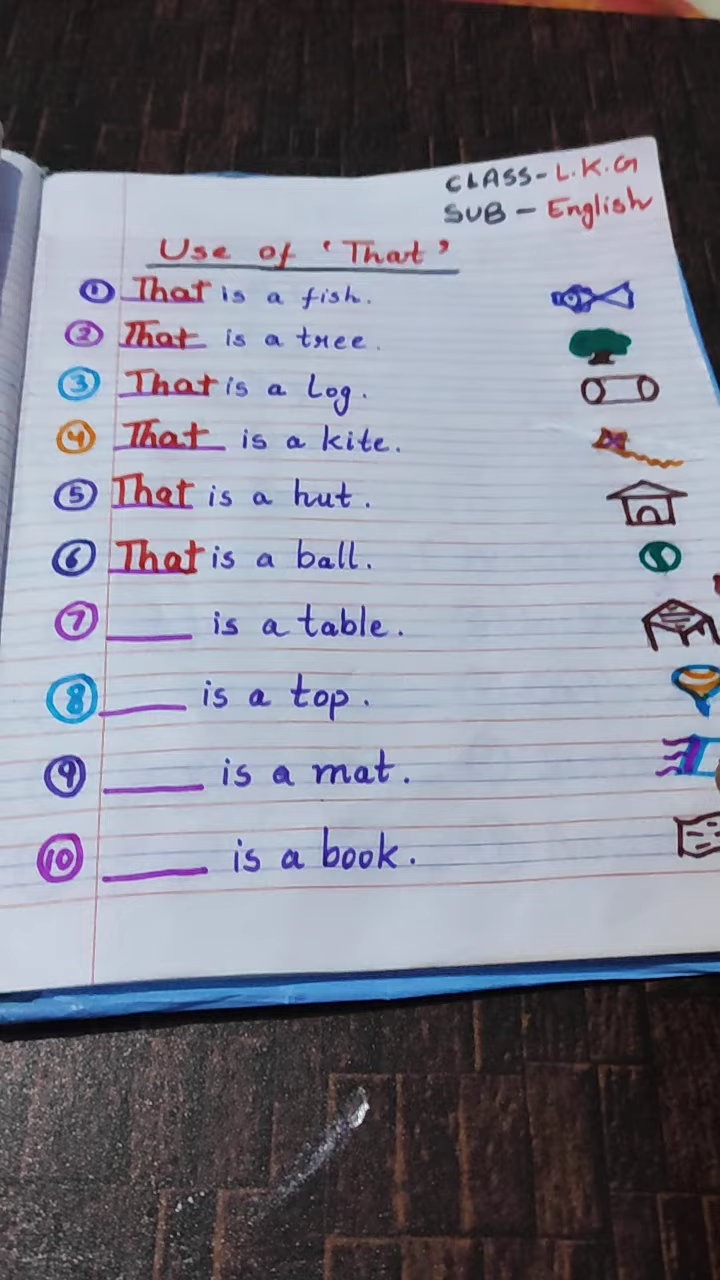 CLASS - L.K.G
SUB - English
Use of 'That'
1 That is a fish.
2 That is a tree.
3 That is a Log.
4 That is a kite.
5 That is a hut.
6 That is a ball.
7 ____ is a table.
8 ____ is a top.
9 ____ is a mat.
10 ____ is a book.